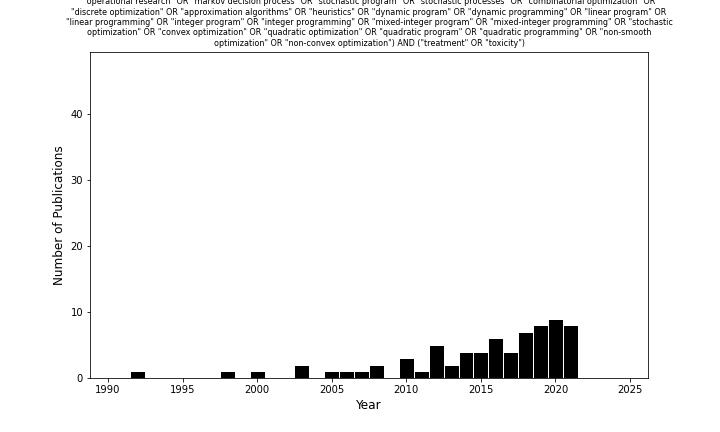 operational research" OR "markov decision process" OR "stochastic program" OR "stochastic processes" OR "combinatorial optimization" OR
"discrete optimization" OR "approximation algorithms" OR "heuristics" OR "dynamic program" OR "dynamic programming" OR "linear program" OR
"linear programming" OR "integer program" OR "integer programming" OR "mixed-integer program" OR "mixed-integer programming" OR "stochastic
optimization" OR "convex optimization" OR "quadratic optimization" OR "quadratic program" OR "quadratic programming" OR "non-smooth
optimization" OR "non-convex optimization") AND ("treatment" OR "toxicity")
Number of Publications
40
30
20
10
0
1990 1995 2000 2005 2010 2015 2020 2025
Year